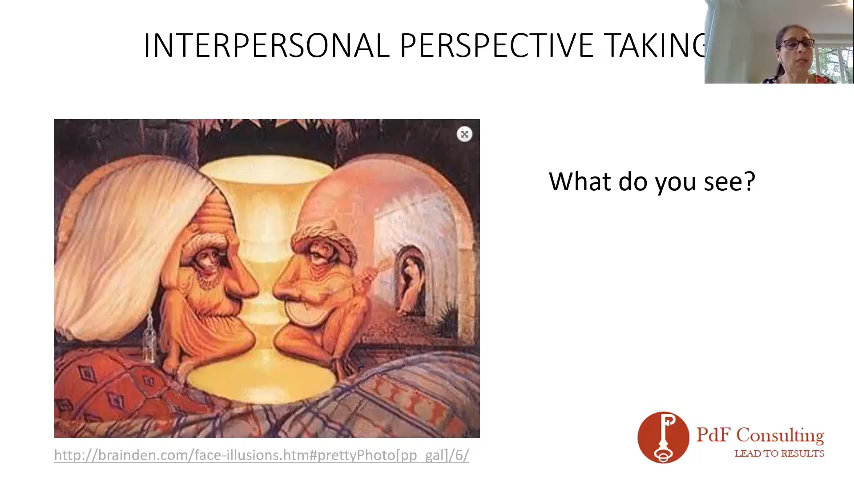 INTERPERSONAL PERSPECTIVE TAKING
What do you see?
http://brainden.com/face-illusions.htm#prettyPhoto[pp_gal]/6/
PdF Consulting
LEAD TO RESULTS